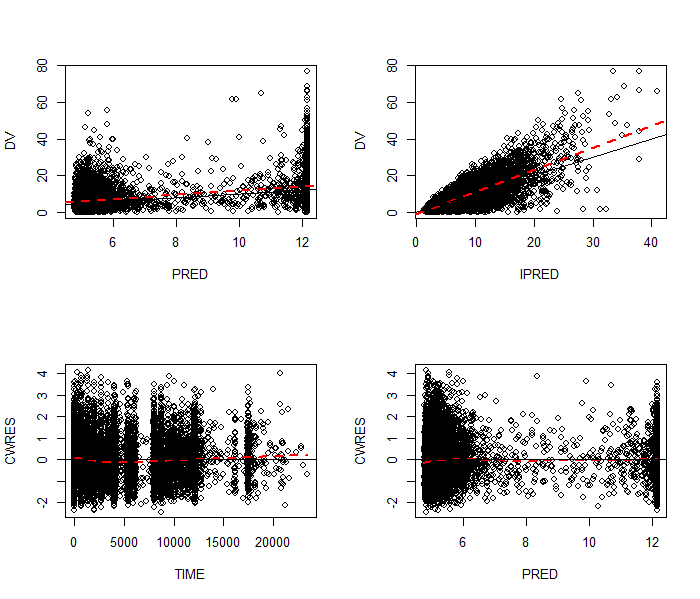 DV
0 20 40 60 80
6 8 10 12
PRED
DV
0 20 40 60 80
0 10 20 30 40
IPRED
CWRES
-2 0 1 2 3 4
0 5000 10000 15000 20000
TIME
CWRES
-2 0 1 2 3 4
6 8 10 12
PRED